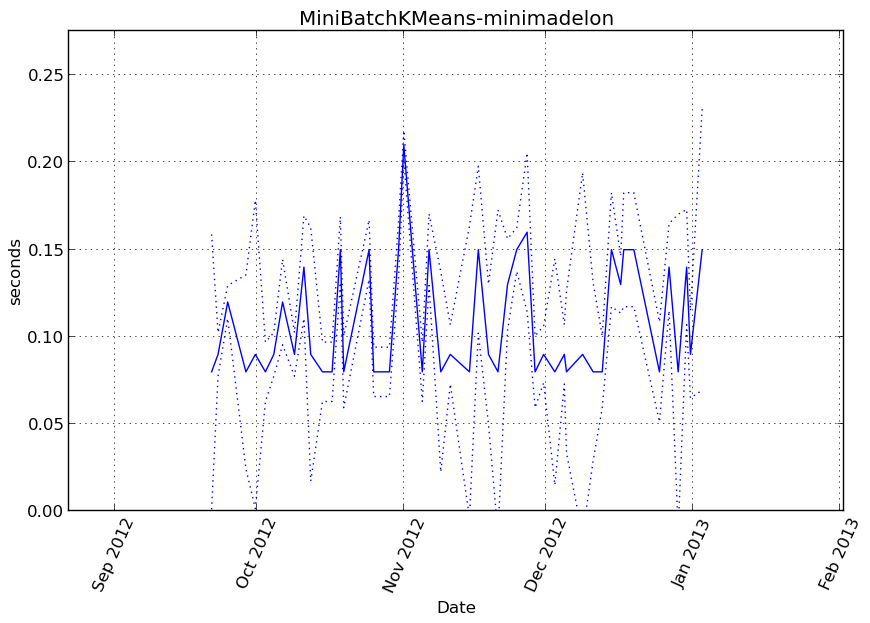 MiniBatchKMeans-minimadelon
seconds
0.25
0.20
0.15
0.10
0.05
0.00
Sep 2012
Oct 2012
Nov 2012
Dec 2012
Jan 2013
Feb 2013
Date